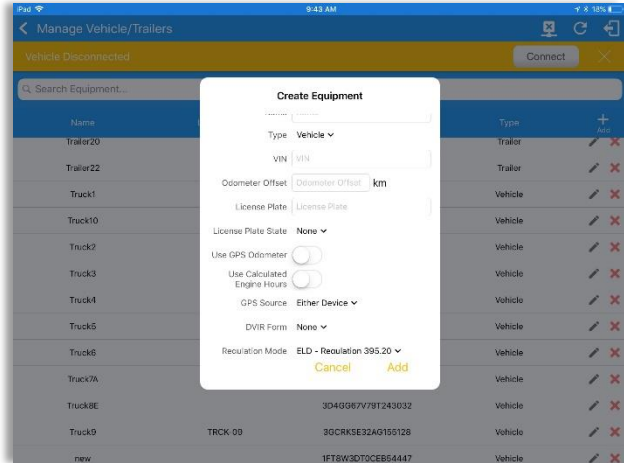 iPad 9:43 AM 18%
Manage Vehicle/Trailers
Vehicle Disconnected Connect
Search Equipment...
Create Equipment
Name Type Add
Trailer20 Trailer
Type Vehicle
Trailer22 Trailer
VIN VIN
Odometer Offset Odometer Offset km
Truck1 Vehicle
License Plate License Plate
Truck10 Vehicle
License Plate State None
Truck2 Vehicle
Use GPS Odometer
Truck3 Vehicle
Use Calculated
Engine Hours
Truck4 Vehicle
GPS Source Either Device
Truck5 Vehicle
DVIR Form None
Truck6 Vehicle
Regulation Mode ELD - Regulation 395.20
Cancel Add
Truck7A Vehicle
Truck8E 3D4GG67V79T243032 Vehicle
Truck9 TRCK-09 3GCRKSE32AG155128 Vehicle
new 1FT8W3DT0CEB54447 Vehicle